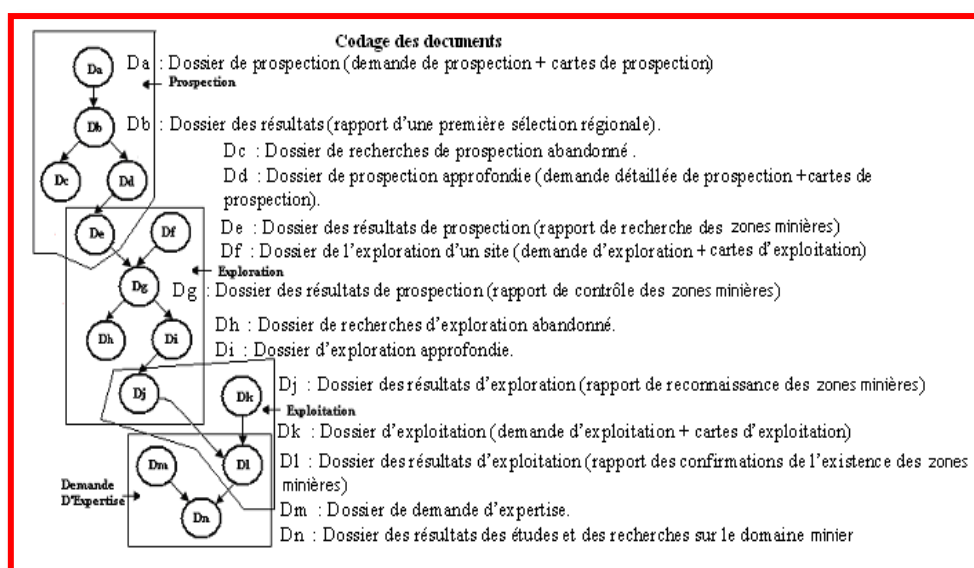 Codage des documents
Da
Da : Dossier de prospection (demande de prospection + cartes de prospection)
Prospection
Db
Db : Dossier des résultats (rapport d'une première sélection régionale).
Dc : Dossier de recherches de prospection abandonné .
Dc
Dd
Dd : Dossier de prospection approfondie (demande détaillée de prospection +cartes de
prospection).
De
Df
De : Dossier des résultats de prospection (rapport de recherche des zones minières)
Df : Dossier de l'exploration d'un site (demande d'exploration + cartes d'exploitation)
Exploration
Dg
Dg : Dossier des résultats de prospection (rapport de contrôle des zones minières)
Dh
Di
Dh : Dossier de recherches d'exploration abandonné.
Di : Dossier d'exploration approfondie.
Dj
Dk
Dj : Dossier des résultats d'exploration (rapport de reconnaissance des zones minières)
Exploitation
Dk : Dossier d'exploitation (demande d'exploitation + cartes d'exploitation)
Dm
Dl
Dl : Dossier des résultats d'exploitation (rapport des confirmations de l'existence des zones
minières)
Demande
D'Expertise
Dm : Dossier de demande d'expertise.
Dn
Dn : Dossier des résultats des études et des recherches sur le domaine minier